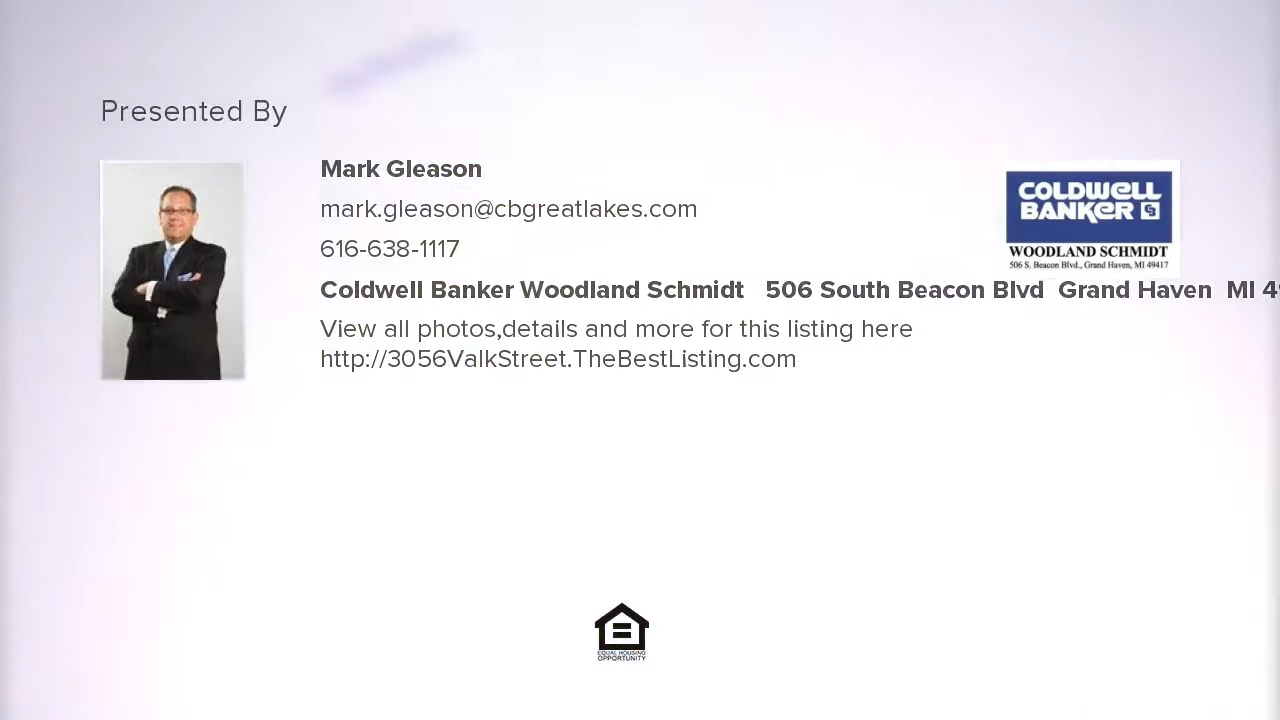 Presented By
Mark Gleason
mark.gleason@cbgreatlakes.com
616-638-1117
COLDWELL
BANKER
WOODLAND SCHMIDT
506 S. Beacon Blvd., Grand Haven, MI 49417
Coldwell Banker Woodland Schmidt 506 South Beacon Blvd Grand Haven MI 4
View all photos,details and more for this listing here
http://3056ValkStreet.TheBestListing.com
EQUAL HOUSING
OPPORTUNITY